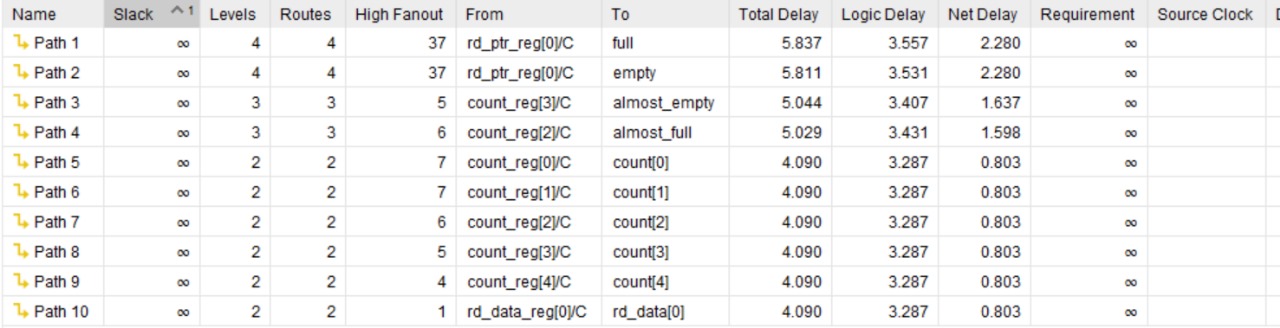 Name Slack ^1 Levels Routes High Fanout From To Total Delay Logic Delay Net Delay Requirement Source Clock
Path 1 ∞ 4 4 37 rd_ptr_reg[0]/C full 5.837 3.557 2.280 ∞
Path 2 ∞ 4 4 37 rd_ptr_reg[0]/C empty 5.811 3.531 2.280 ∞
Path 3 ∞ 3 3 5 count_reg[3]/C almost_empty 5.044 3.407 1.637 ∞
Path 4 ∞ 3 3 6 count_reg[2]/C almost_full 5.029 3.431 1.598 ∞
Path 5 ∞ 2 2 7 count_reg[0]/C count[0] 4.090 3.287 0.803 ∞
Path 6 ∞ 2 2 7 count_reg[1]/C count[1] 4.090 3.287 0.803 ∞
Path 7 ∞ 2 2 6 count_reg[2]/C count[2] 4.090 3.287 0.803 ∞
Path 8 ∞ 2 2 5 count_reg[3]/C count[3] 4.090 3.287 0.803 ∞
Path 9 ∞ 2 2 4 count_reg[4]/C count[4] 4.090 3.287 0.803 ∞
Path 10 ∞ 2 2 1 rd_data_reg[0]/C rd_data[0] 4.090 3.287 0.803 ∞